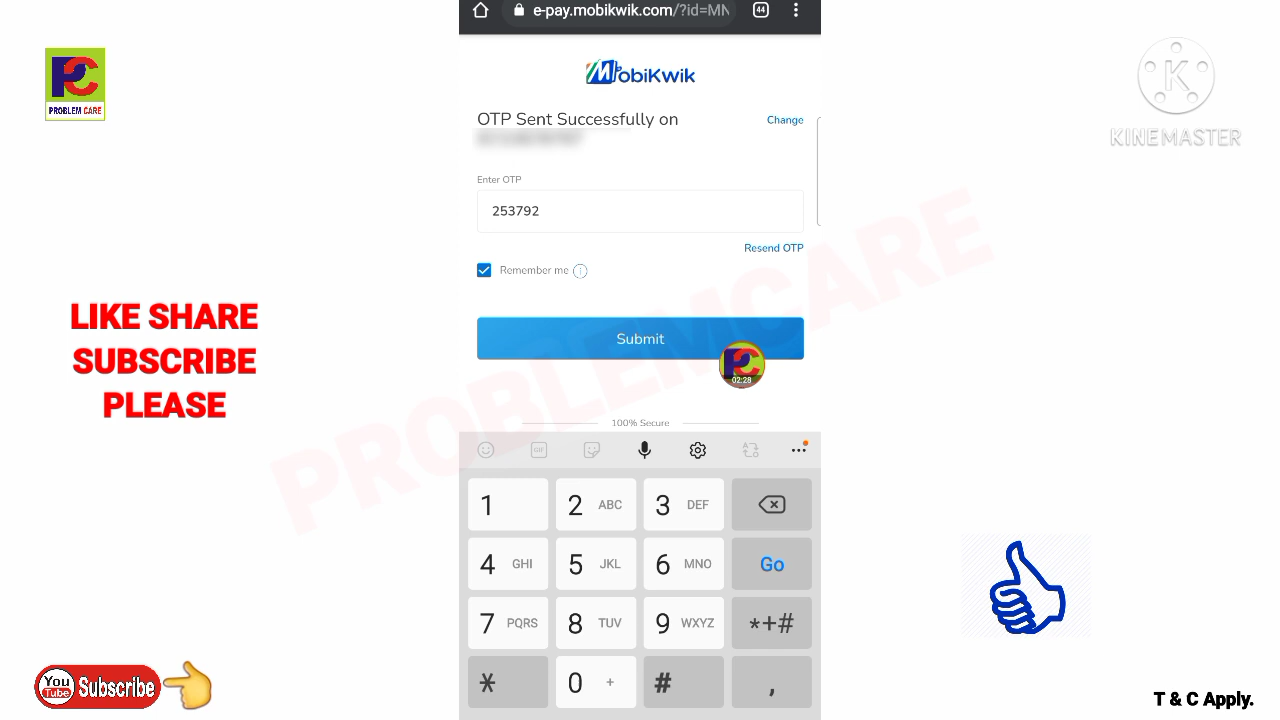 e-pay.mobikwik.com/?id=MN
44
MobiKwik
OTP Sent Successfully on
Change
Enter OTP
253792
Resend OTP
Remember me
Submit
02:28
100% Secure
GIF
1
2 ABC
3 DEF
4 GHI
5 JKL
6 MNO
Go
7 PQRS
8 TUV
9 WXYZ
*+#
*
0 +
#
,
PC
PROBLEM CARE
LIKE SHARE
SUBSCRIBE
PLEASE
You
Tube
Subscribe
PROBLEMCARE
K
KINEMASTER
T & C Apply.